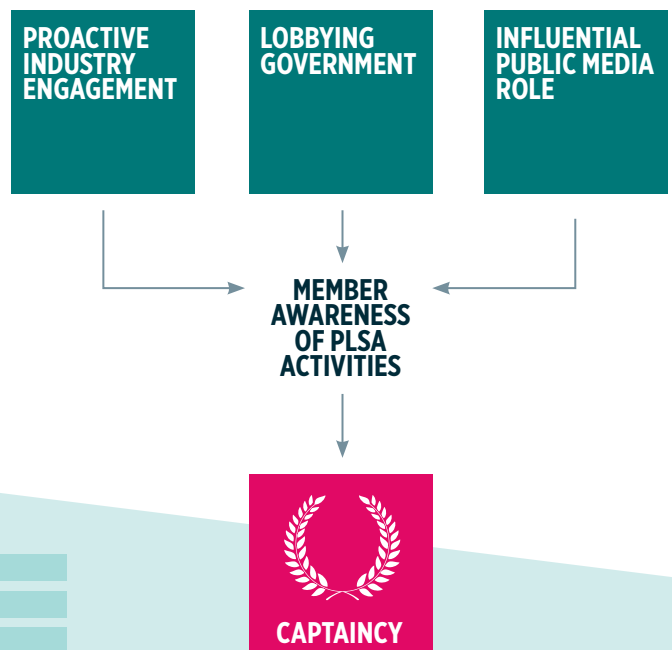 PROACTIVE
INDUSTRY
ENGAGEMENT
LOBBYING
GOVERNMENT
INFLUENTIAL
PUBLIC MEDIA
ROLE
MEMBER
AWARENESS
OF PLSA
ACTIVITIES
CAPTAINCY